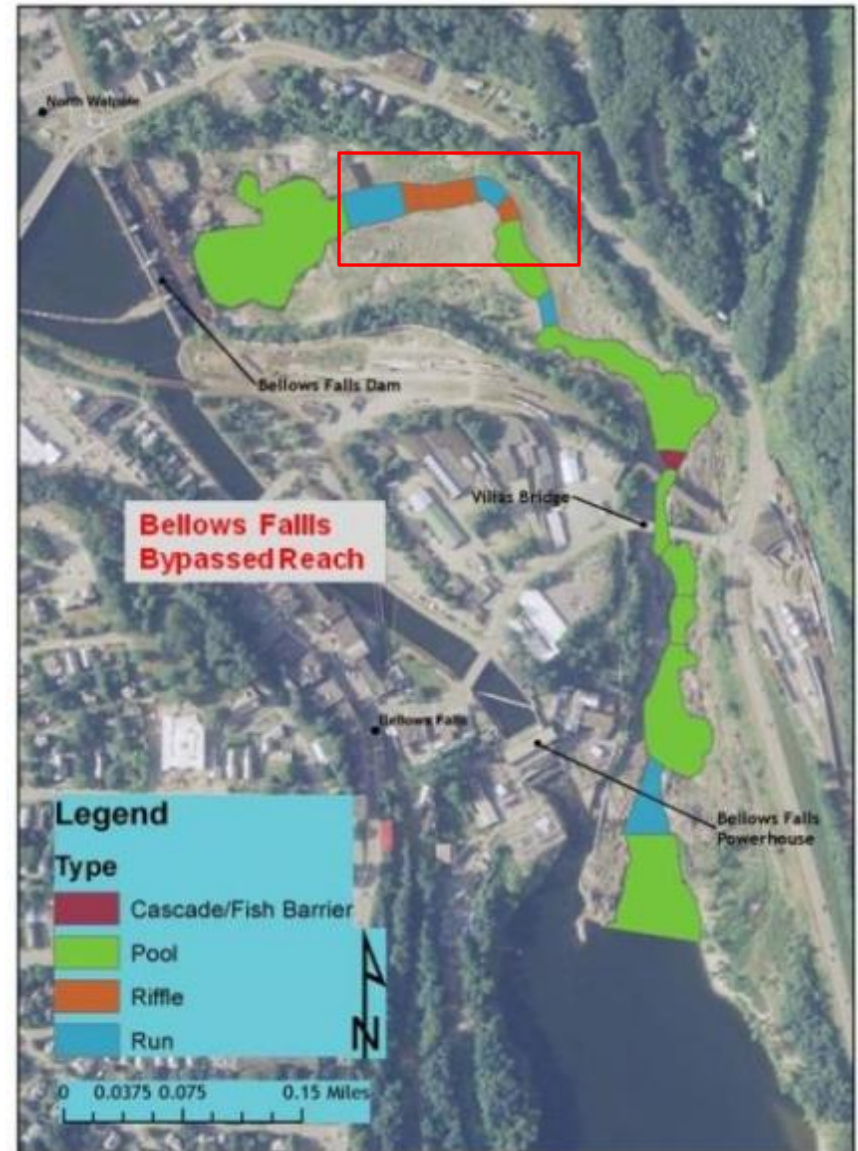 North Walpole
Bellows Falls Dam
Vilas Bridge
Bellows Fallls
Bypassed Reach
Bellows Falls
Bellows Falls
Powerhouse
Legend
Type
Cascade/Fish Barrier
Pool
Riffle
Run
N
0 0.0375 0.075 0.15 Miles